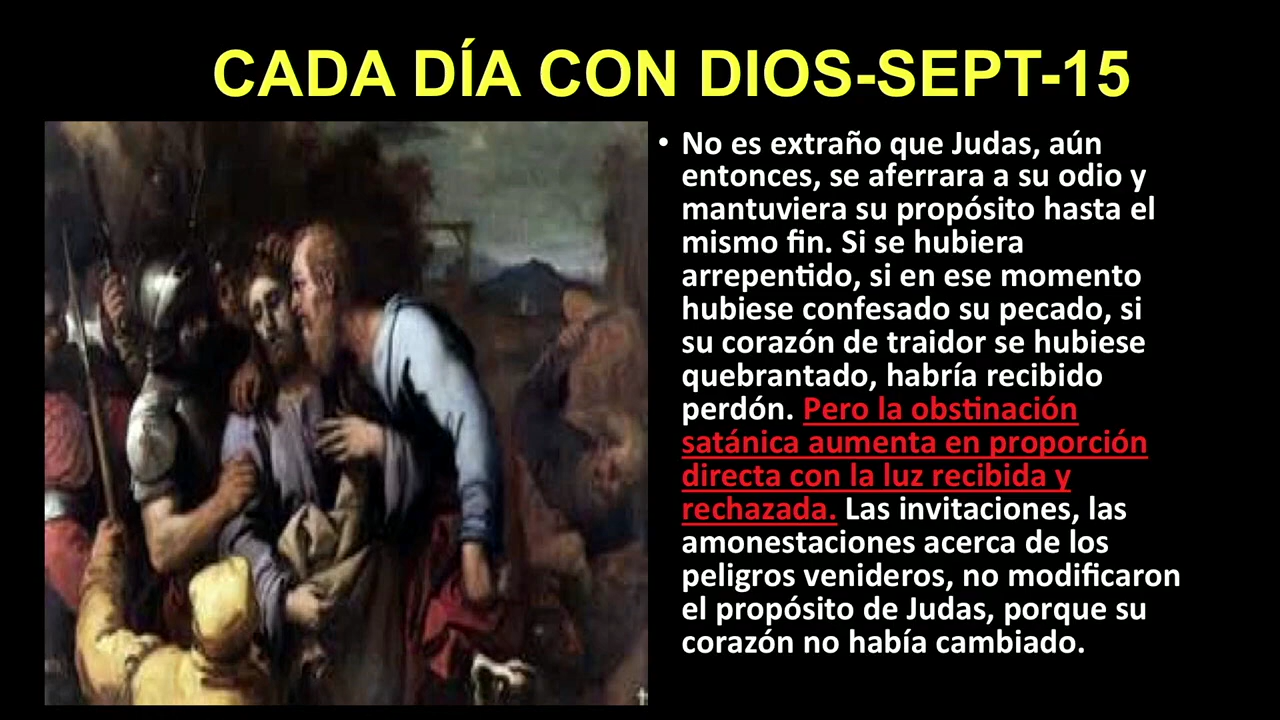 CADA DÍA CON DIOS-SEPT-15
• No es extraño que Judas, aún
entonces, se aferrara a su odio y
mantuviera su propósito hasta el
mismo fin. Si se hubiera
arrepentido, si en ese momento
hubiese confesado su pecado, si
su corazón de traidor se hubiese
quebrantado, habría recibido
perdón. Pero la obstinación
satánica aumenta en proporción
directa con la luz recibida y
rechazada. Las invitaciones, las
amonestaciones acerca de los
peligros venideros, no modificaron
el propósito de Judas, porque su
corazón no había cambiado.